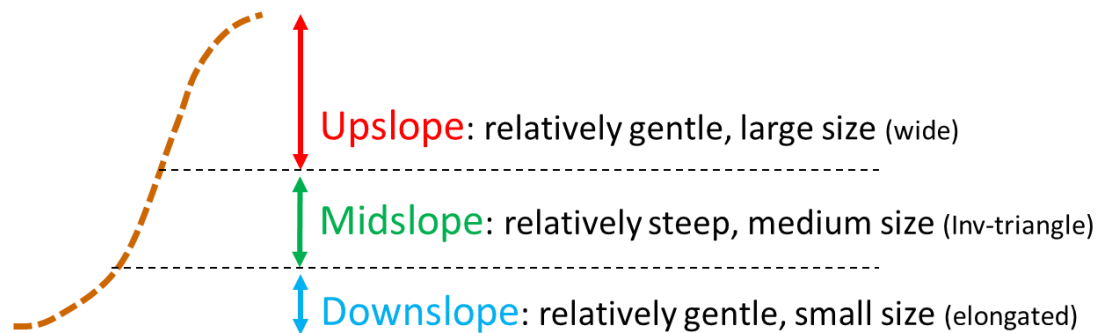 Upslope: relatively gentle, large size (wide)
Midslope: relatively steep, medium size (Inv-triangle)
Downslope: relatively gentle, small size (elongated)